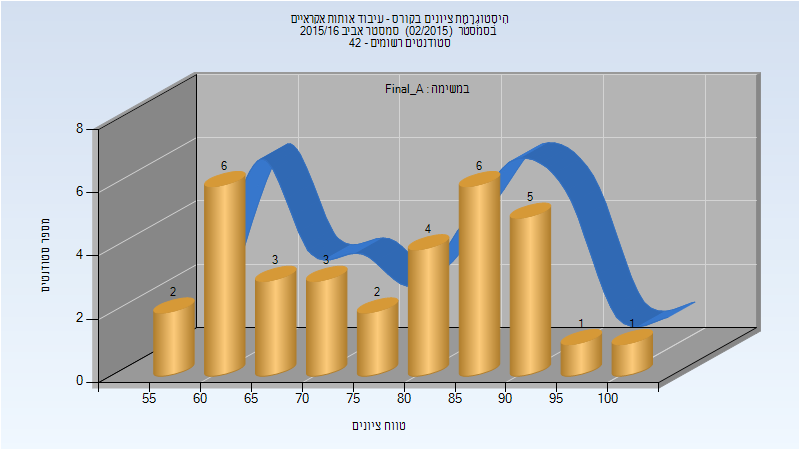 היסטוגרמת ציונים בקורס - עיבוד אותות אקראיים
בסמסטר (02/2015) סמסטר אביב 2015/16
סטודנטים רשומים - 42
במשימה : Final_A
מספר סטודנטים
8
6
4
2
0
2
6
3
3
2
4
6
5
1
1
55 60 65 70 75 80 85 90 95 100
טווח ציונים